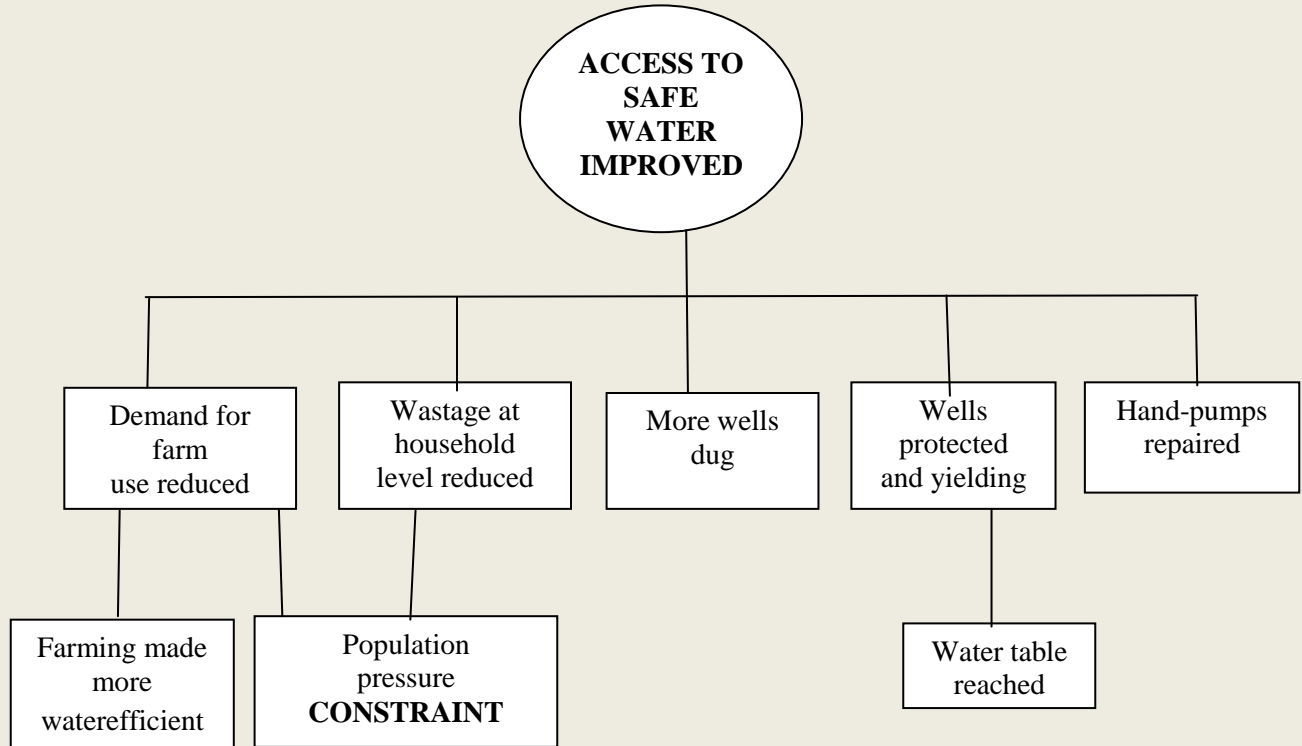 ACCESS TO
SAFE
WATER
IMPROVED
Demand for
farm
use reduced
Wastage at
household
level reduced
More wells
dug
Wells
protected
and yielding
Hand-pumps
repaired
Farming made
more
waterefficient
Population
pressure
CONSTRAINT
Water table
reached